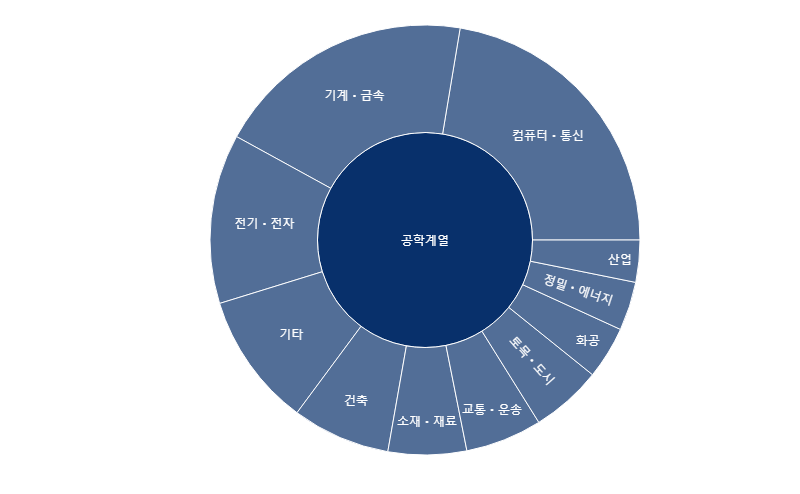 기계・금속
컴퓨터・통신
전기・전자
공학계열
산업
정밀・에너지
기타
화공
토목・도시
건축
교통・운송
소재・재료